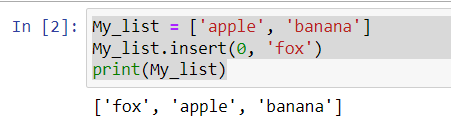 In [2]: My_list = ['apple', 'banana']
My_list.insert(0, 'fox')
print(My_list)
['fox', 'apple', 'banana']